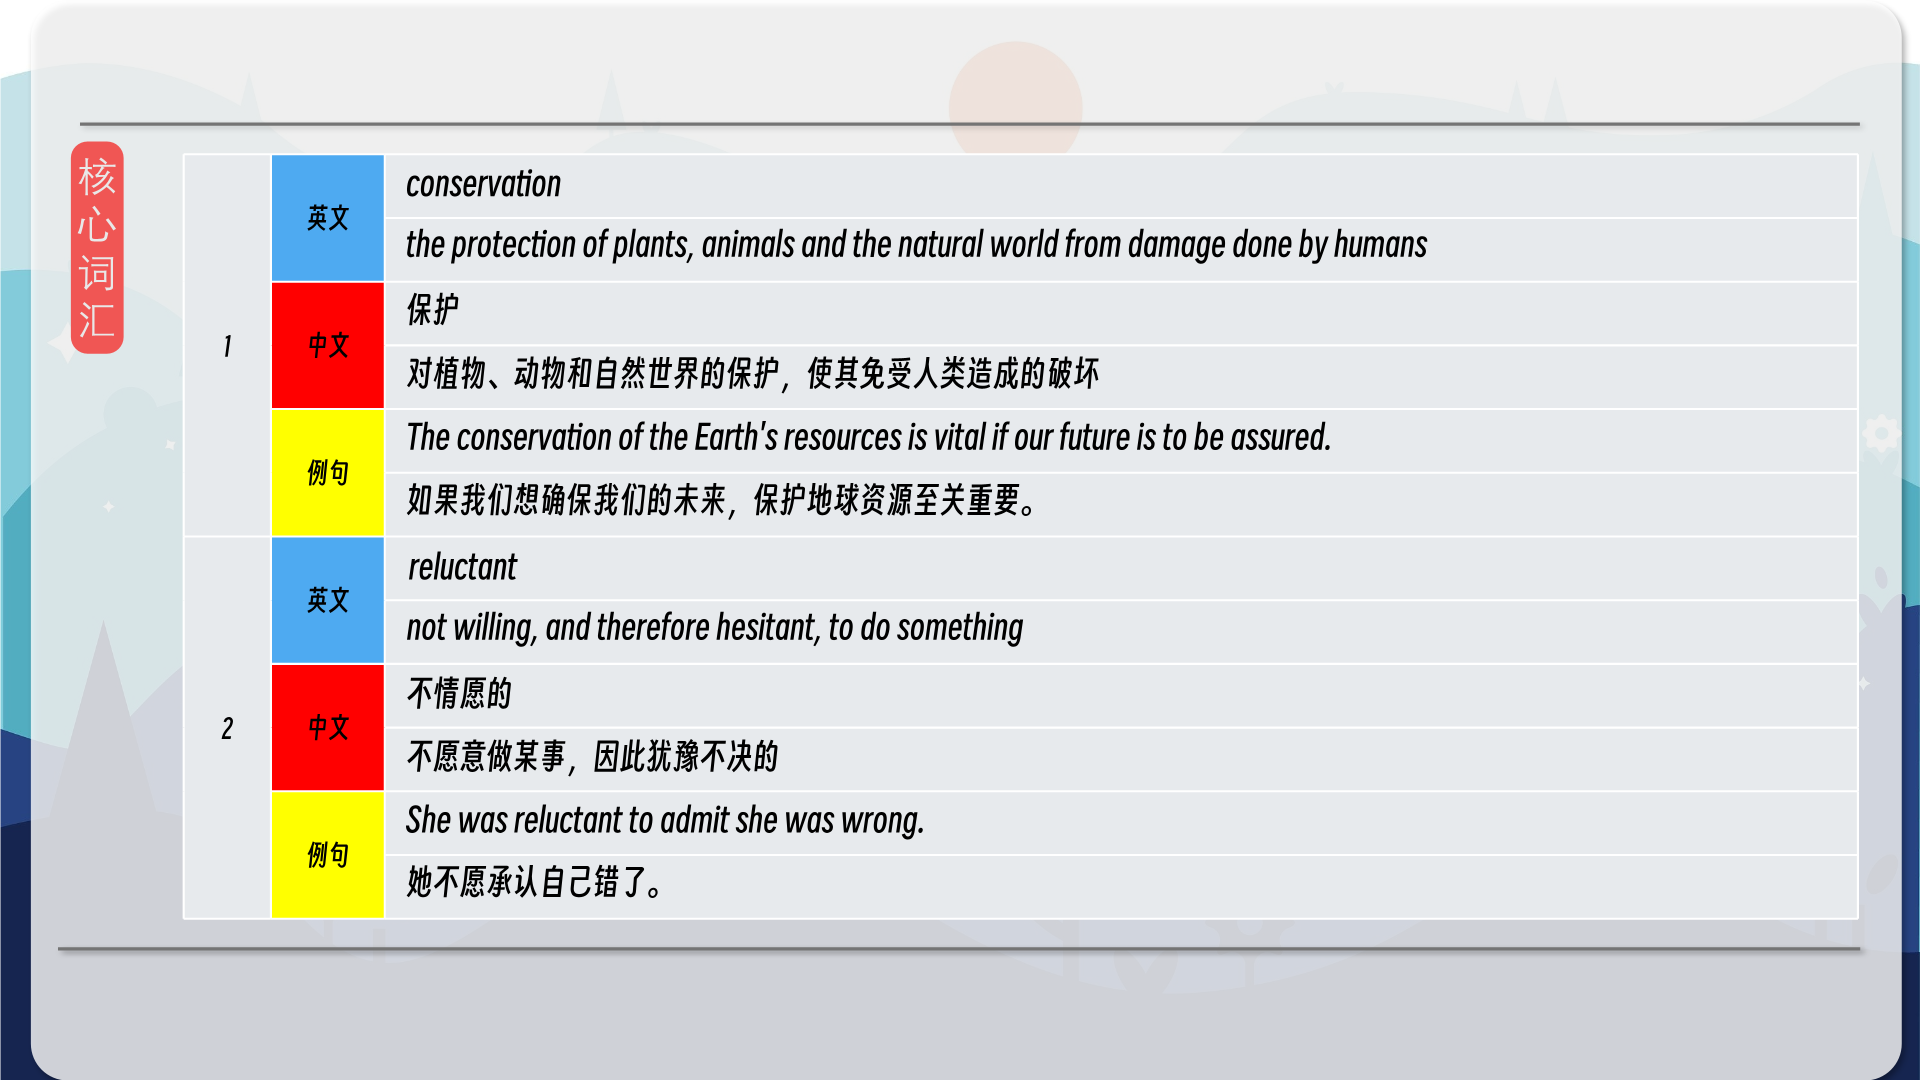 核心词汇
1
英文
conservation
the protection of plants, animals and the natural world from damage done by humans
中文
保护
对植物、动物和自然世界的保护，使其免受人类造成的破坏
例句
The conservation of the Earth's resources is vital if our future is to be assured.
如果我们想确保我们的未来，保护地球资源至关重要。
2
英文
reluctant
not willing, and therefore hesitant, to do something
中文
不情愿的
不愿意做某事，因此犹豫不决的
例句
She was reluctant to admit she was wrong.
她不愿承认自己错了。